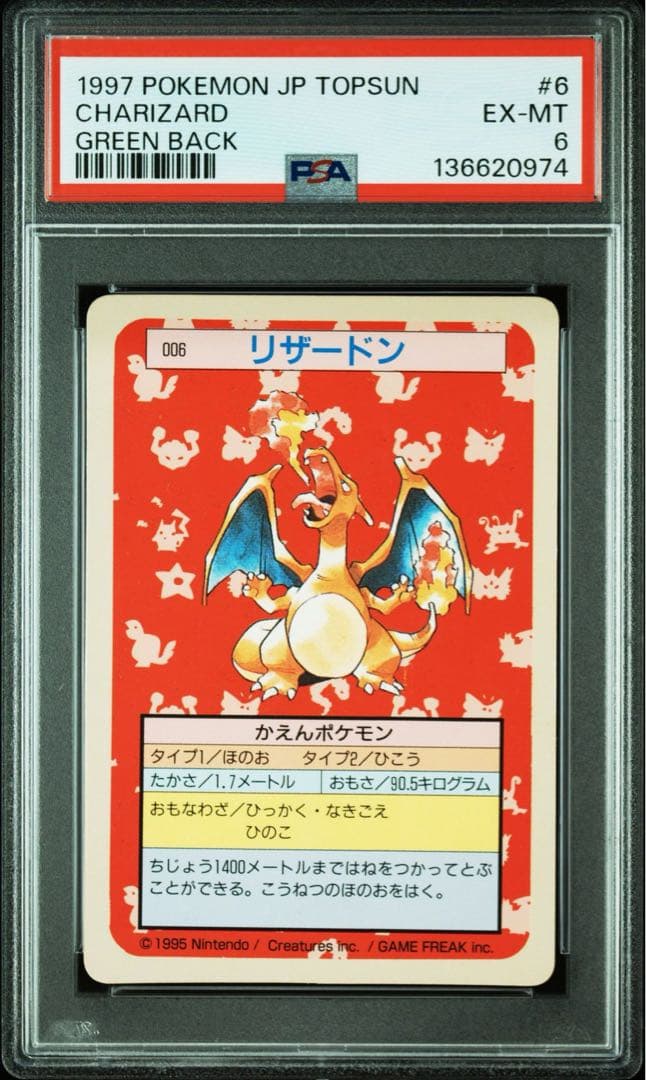 1997 POKEMON JP TOPSUN #6
CHARIZARD EX-MT
GREEN BACK 6
PSA 136620974
006 リザードン
かえんポケモン
タイプ1/ほのお タイプ2/ひこう
たかさ/1.7メートル おもさ/90.5キログラム
おもなわざ/ひっかく・なきごえ
ひのこ
ちじょう1400メートルまではねをつかってとぶ
ことができる。こうねつのほのおをはく。
©1995 Nintendo / Creatures inc. / GAME FREAK inc.